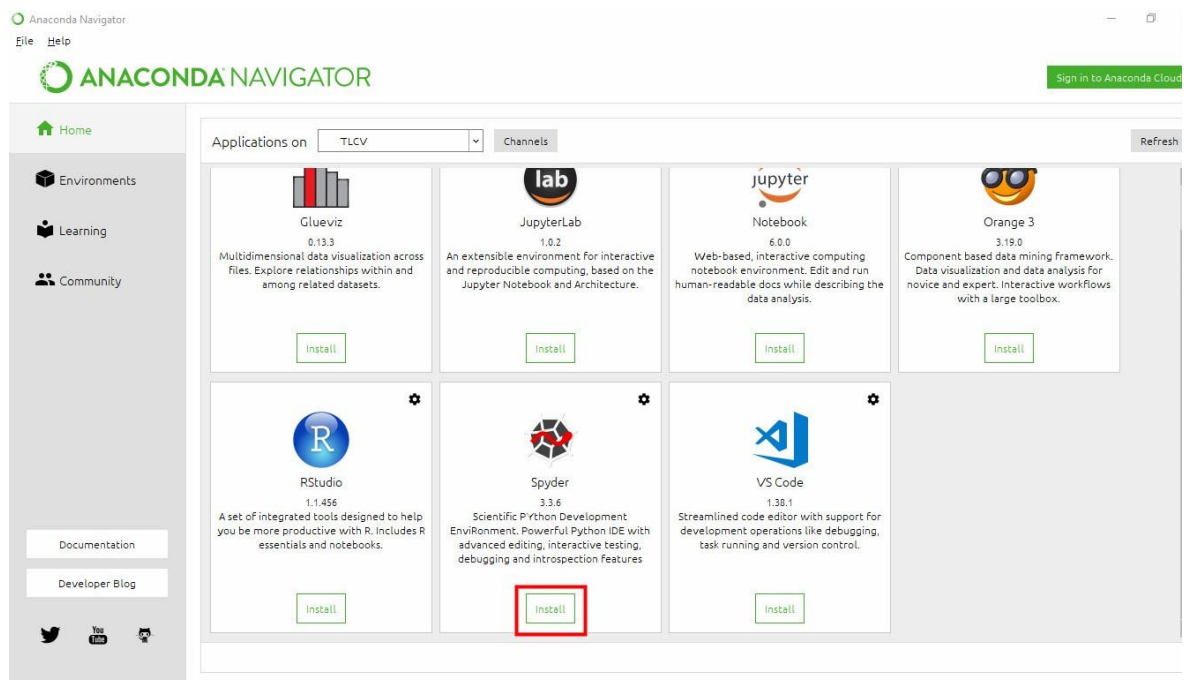 Anaconda Navigator
File Help
ANACONDA NAVIGATOR
Sign in to Anaconda Cloud
Home
Environments
Learning
Community
Documentation
Developer Blog
You
Tube
Applications on TLCV Channels Refresh
Glueviz
0.13.3
Multidimensional data visualization across
files. Explore relationships within and
among related datasets.
Install
lab
JupyterLab
1.0.2
An extensible environment for interactive
and reproducible computing, based on the
Jupyter Notebook and Architecture.
Install
jupyter
Notebook
6.0.0
Web-based, interactive computing
notebook environment. Edit and run
human-readable docs while describing the
data analysis.
Install
Orange 3
3.19.0
Component based data mining framework.
Data visualization and data analysis for
novice and expert. Interactive workflows
with a large toolbox.
Install
R
RStudio
1.1.456
A set of integrated tools designed to help
you be more productive with R. Includes R
essentials and notebooks.
Install
Spyder
3.3.6
Scientific PYthon Development
EnviRonment. Powerful Python IDE with
advanced editing, interactive testing,
debugging and introspection features
Install
VS Code
1.38.1
Streamlined code editor with support for
development operations like debugging,
task running and version control.
Install